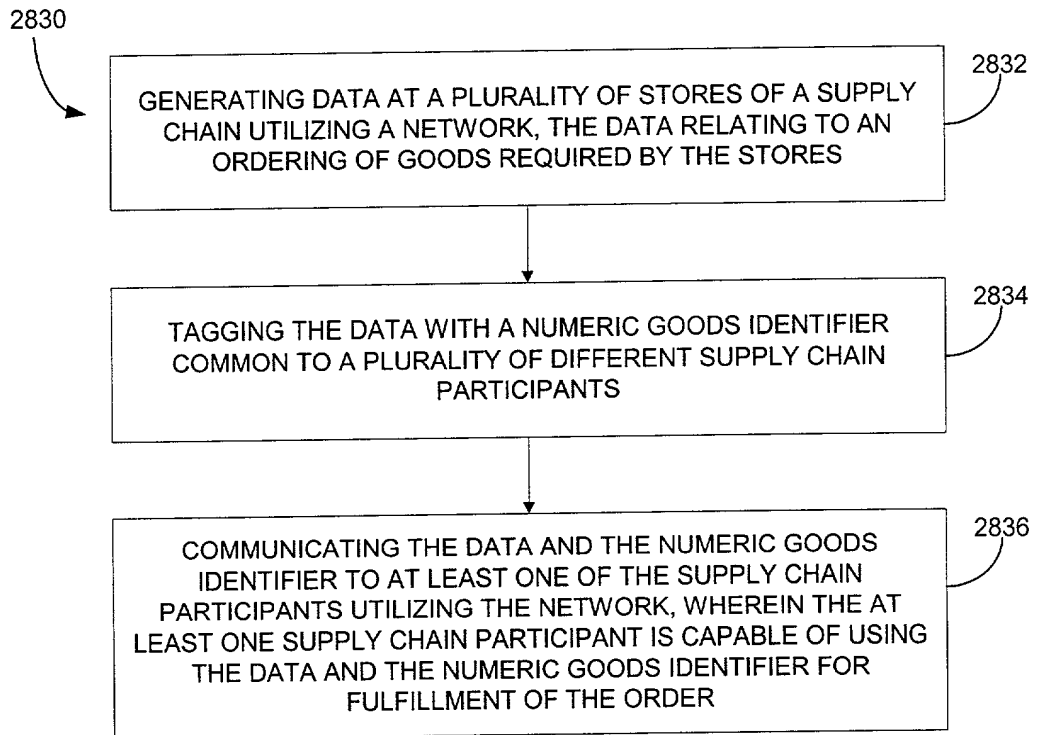 2830
2832
GENERATING DATA AT A PLURALITY OF STORES OF A SUPPLY
CHAIN UTILIZING A NETWORK, THE DATA RELATING TO AN
ORDERING OF GOODS REQUIRED BY THE STORES
2834
TAGGING THE DATA WITH A NUMERIC GOODS IDENTIFIER
COMMON TO A PLURALITY OF DIFFERENT SUPPLY CHAIN
PARTICIPANTS
2836
COMMUNICATING THE DATA AND THE NUMERIC GOODS
IDENTIFIER TO AT LEAST ONE OF THE SUPPLY CHAIN
PARTICIPANTS UTILIZING THE NETWORK, WHEREIN THE AT
LEAST ONE SUPPLY CHAIN PARTICIPANT IS CAPABLE OF USING
THE DATA AND THE NUMERIC GOODS IDENTIFIER FOR
FULFILLMENT OF THE ORDER